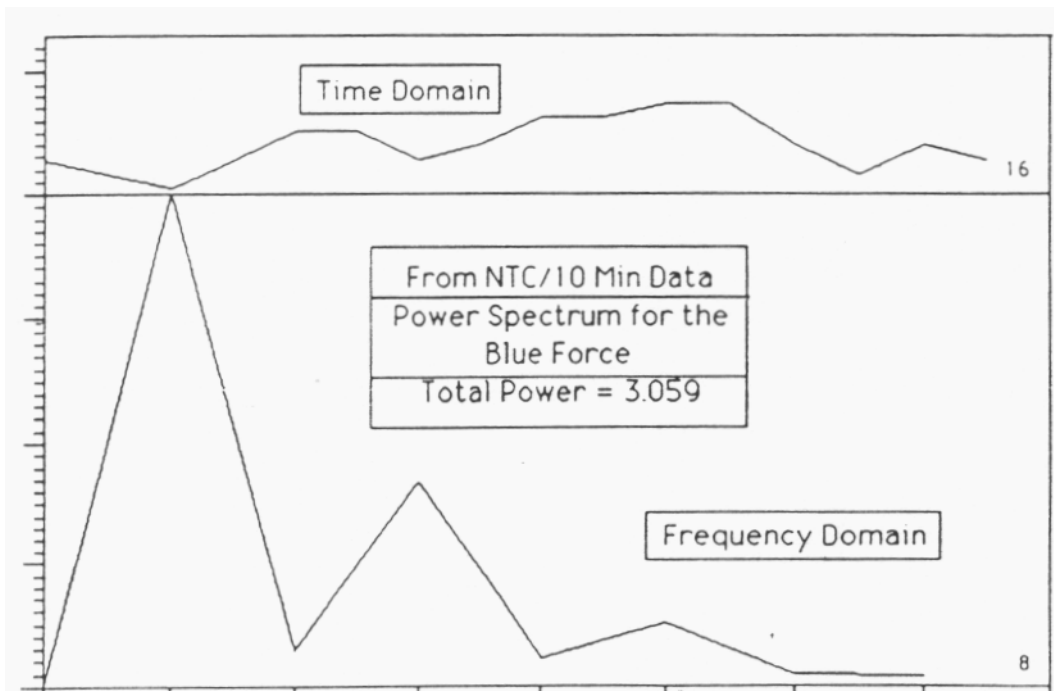 Time Domain
16
From NTC/10 Min Data
Power Spectrum for the
Blue Force
Total Power = 3.059
Frequency Domain
8